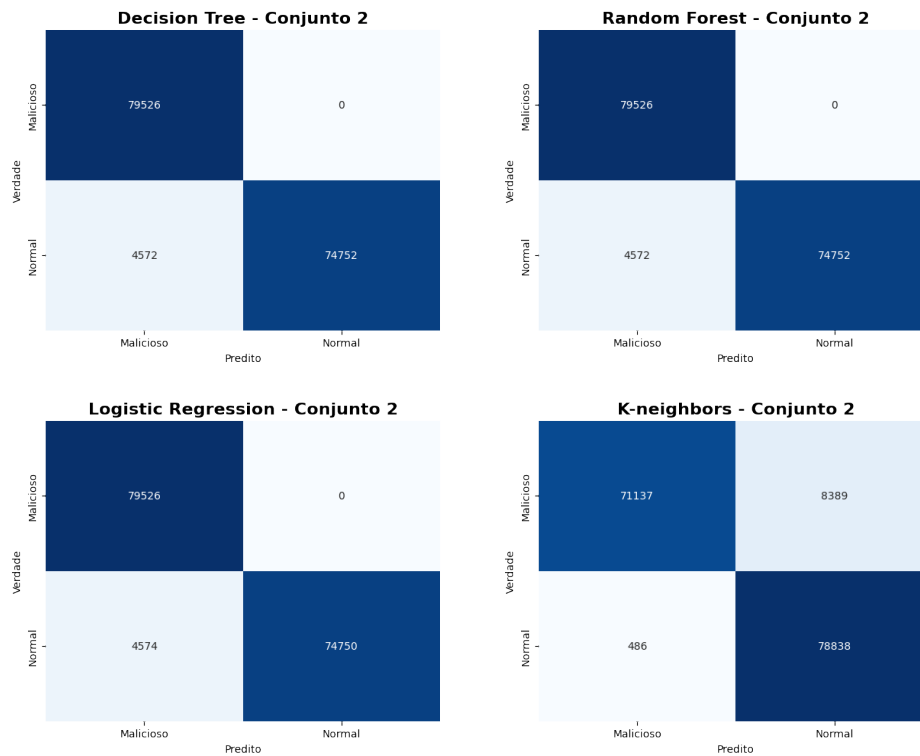 Decision Tree - Conjunto 2
Malicioso
79526
0
Verdade
Normal
4572
74752
Malicioso
Normal
Predito
Random Forest - Conjunto 2
Malicioso
79526
0
Verdade
Normal
4572
74752
Malicioso
Normal
Predito
Logistic Regression - Conjunto 2
Malicioso
79526
0
Verdade
Normal
4574
74750
Malicioso
Normal
Predito
K-neighbors - Conjunto 2
Malicioso
71137
8389
Verdade
Normal
486
78838
Malicioso
Normal
Predito